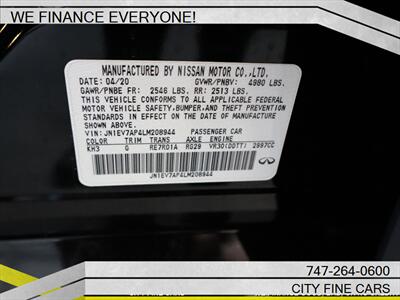 WE FINANCE EVERYONE!
MANUFACTURED BY NISSAN MOTOR CO.,LTD.
DATE: 04/20 GVWR/PNBV: 4980 LBS.
GAWR/PNBE FR: 2546 LBS. RR: 2513 LBS.
THIS VEHICLE CONFORMS TO ALL APPLICABLE
FEDERAL MOTOR VEHICLE SAFETY, BUMPER,
AND THEFT PREVENTION STANDARDS IN EFFECT
ON THE DATE OF MANUFACTURE SHOWN ABOVE.
VIN:JN1EV7AP4LM208944 PASSENGER CAR
COLOR TRIM TRANS AXLE ENGINE
KH3 G RE7R01A RG29 VR30(DDTT) 2997CC
INFINITI
JN1EV7AP4LM208944
747-264-0600
CITY FINE CARS